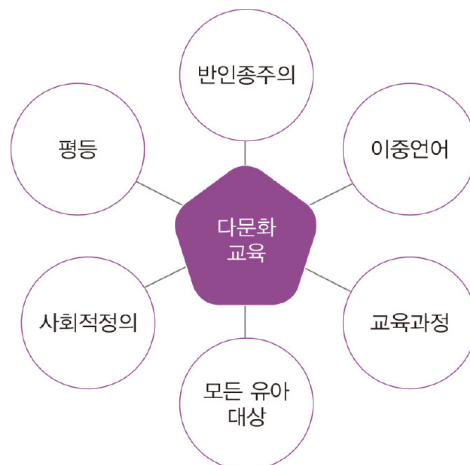 반인종주의
평등
이중언어
다문화
교육
사회적정의
교육과정
모든 유아
대상